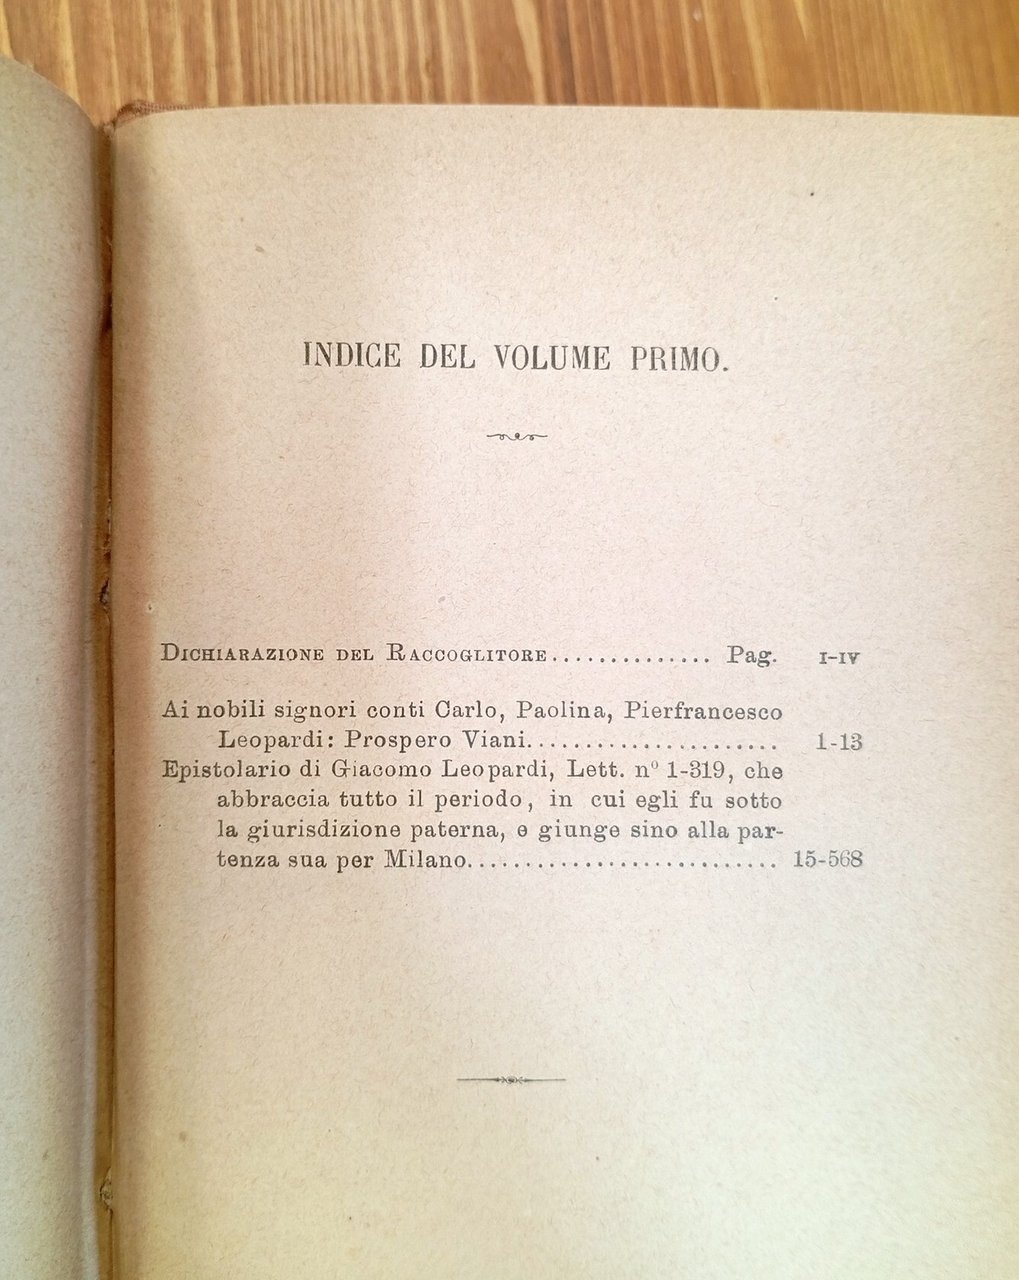 INDICE DEL VOLUME PRIMO.
DICHIARAZIONE DEL RACCOGLITORE.............. Pag. I-IV
Ai nobili signori conti Carlo, Paolina, Pierfrancesco
Leopardi: Prospero Viani...................... 1-13
Epistolario di Giacomo Leopardi, Lett. nº 1-319, che
abbraccia tutto il periodo, in cui egli fu sotto
la giurisdizione paterna, e giunge sino alla par-
tenza sua per Milano........................... 15-568